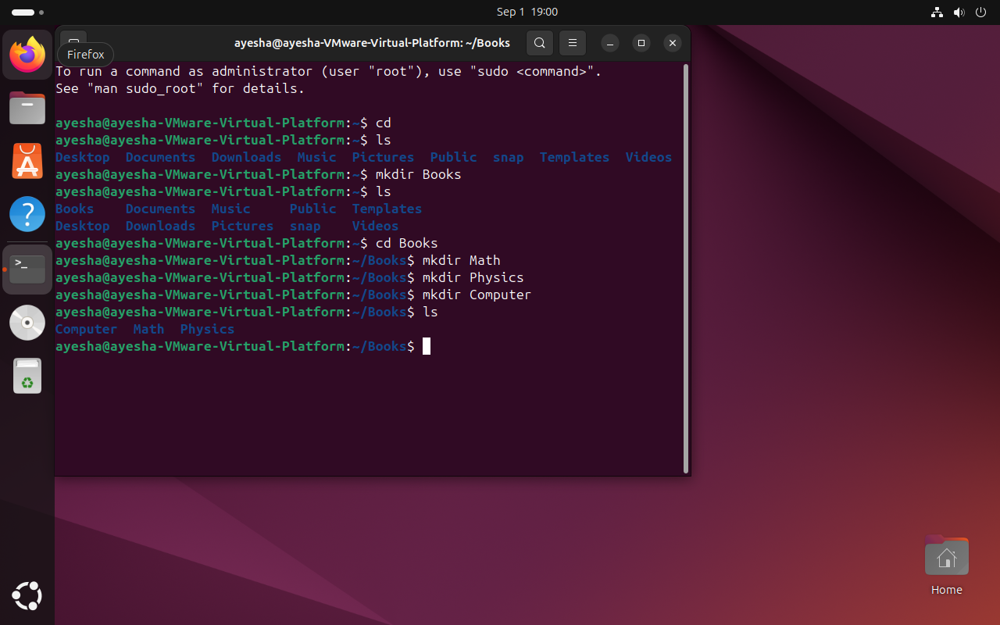 Sep 1 19:00
ayesha@ayesha-VMware-Virtual-Platform: ~/Books
Firefox
To run a command as administrator (user "root"), use "sudo <command>".
See "man sudo_root" for details.
ayesha@ayesha-VMware-Virtual-Platform:~$ cd
ayesha@ayesha-VMware-Virtual-Platform:~$ ls
Desktop Documents Downloads Music Pictures Public snap Templates Videos
ayesha@ayesha-VMware-Virtual-Platform:~$ mkdir Books
ayesha@ayesha-VMware-Virtual-Platform:~$ ls
Books Documents Music Public Templates
Desktop Downloads Pictures snap Videos
ayesha@ayesha-VMware-Virtual-Platform:~$ cd Books
ayesha@ayesha-VMware-Virtual-Platform:~/Books$ mkdir Math
ayesha@ayesha-VMware-Virtual-Platform:~/Books$ mkdir Physics
ayesha@ayesha-VMware-Virtual-Platform:~/Books$ mkdir Computer
ayesha@ayesha-VMware-Virtual-Platform:~/Books$ ls
Computer Math Physics
ayesha@ayesha-VMware-Virtual-Platform:~/Books$
Home